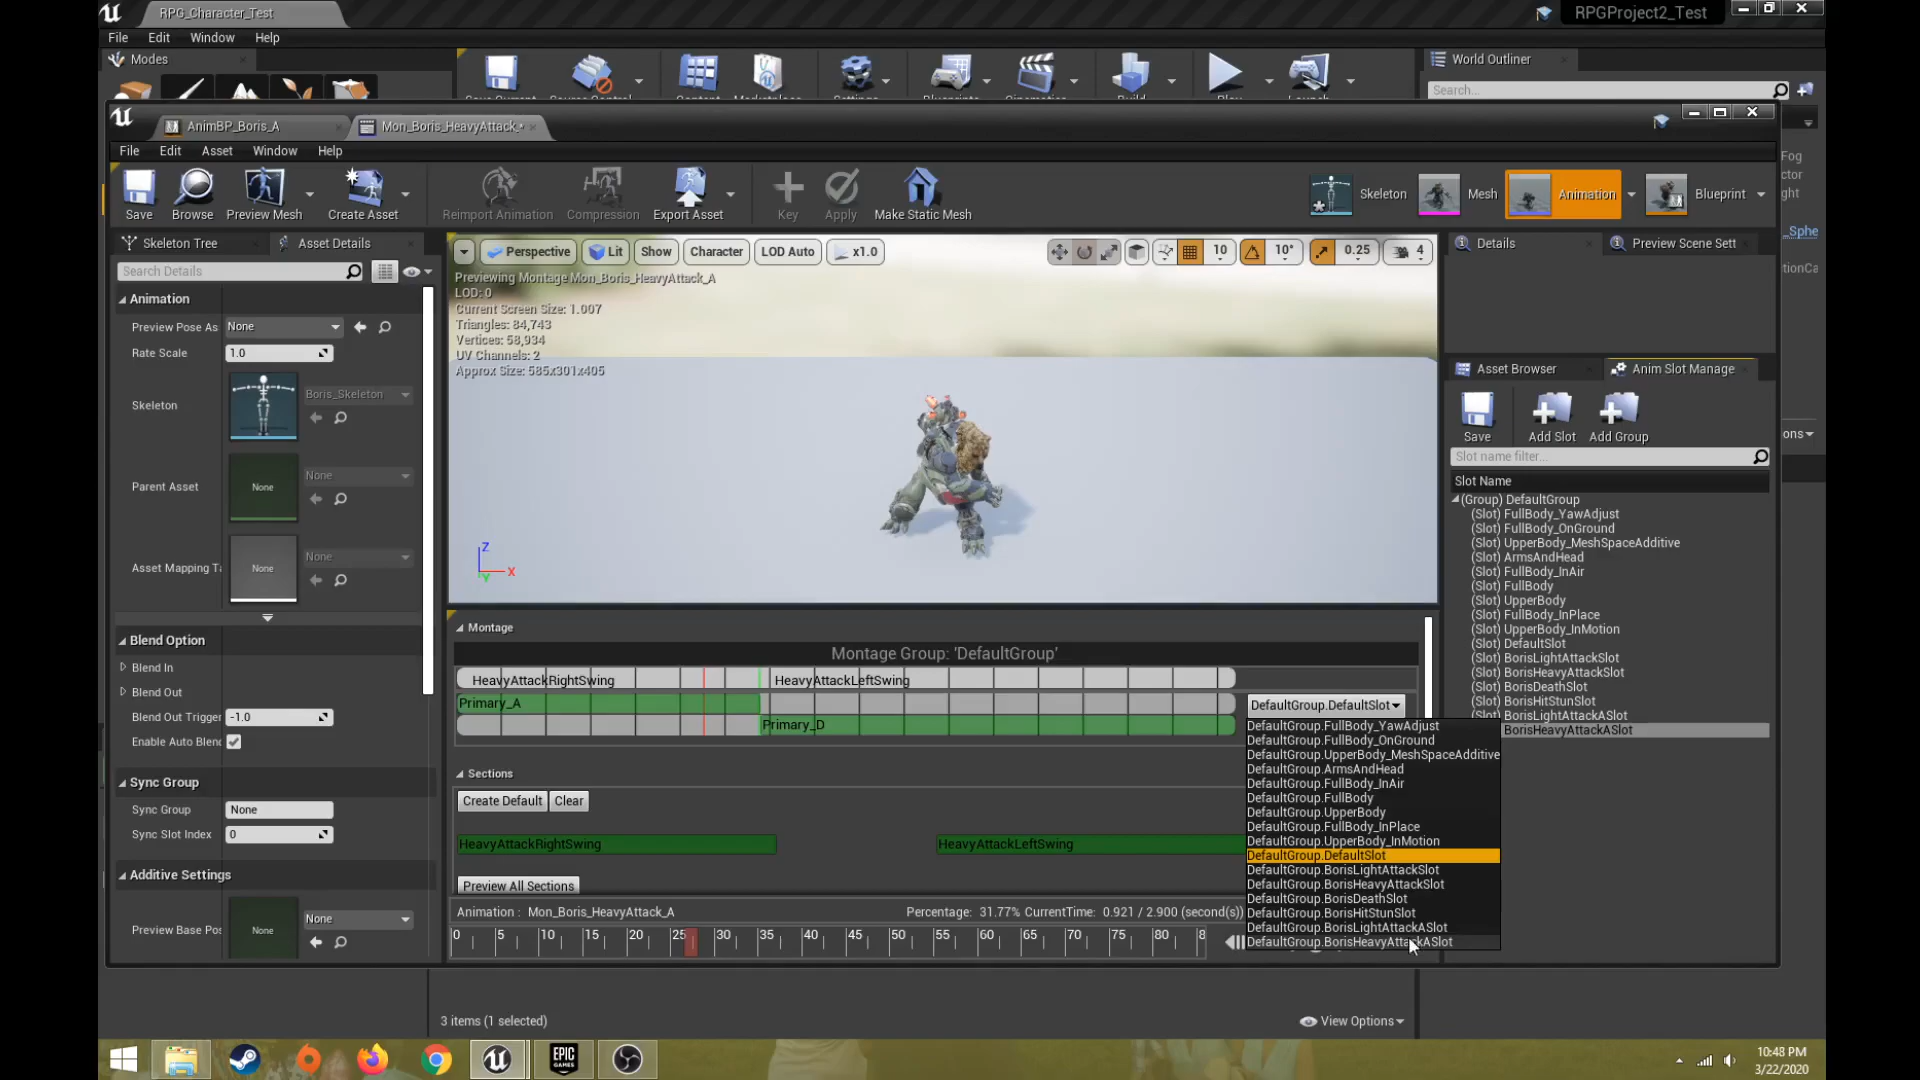 RPG_Character_Test
RPGProject2_Test
File Edit Window Help
Modes
World Outliner
Search...
AnimBP_Boris_A
Mon_Boris_HeavyAttack_*
File Edit Asset Window Help
Save
Browse
Preview Mesh
Create Asset
Reimport Animation
Compression
Export Asset
Key
Apply
Make Static Mesh
Skeleton
Mesh
Animation
Blueprint
Fog
ctor
ght
_Sphe
tionCa
ons
Skeleton Tree
Asset Details
Search Details
Animation
Preview Pose As
None
Rate Scale
1.0
Skeleton
Boris_Skeleton
Parent Asset
None
None
Asset Mapping Ta
None
None
Blend Option
Blend In
Blend Out
Blend Out Trigger
-1.0
Enable Auto Blend
Sync Group
Sync Group
None
Sync Slot Index
0
Additive Settings
Preview Base Pos
None
None
Perspective
Lit
Show
Character
LOD Auto
x1.0
10
10°
0.25
4
Previewing Montage Mon_Boris_HeavyAttack_A
LOD: 0
Current Screen Size: 1.007
Triangles: 84,743
Vertices: 58,934
UV Channels: 2
Approx Size: 585x301x405
Z
X
Y
Montage
Montage Group: 'DefaultGroup'
HeavyAttackRightSwing
HeavyAttackLeftSwing
Primary_A
Primary_D
DefaultGroup.DefaultSlot
DefaultGroup.FullBody_YawAdjust
DefaultGroup.FullBody_OnGround
DefaultGroup.UpperBody_MeshSpaceAdditive
DefaultGroup.ArmsAndHead
DefaultGroup.FullBody_InAir
DefaultGroup.FullBody
DefaultGroup.UpperBody
DefaultGroup.FullBody_InPlace
DefaultGroup.UpperBody_InMotion
DefaultGroup.DefaultSlot
DefaultGroup.BorisLightAttackSlot
DefaultGroup.BorisHeavyAttackSlot
DefaultGroup.BorisDeathSlot
DefaultGroup.BorisHitStunSlot
DefaultGroup.BorisLightAttackASlot
DefaultGroup.BorisHeavyAttackASlot
Sections
Create Default
Clear
HeavyAttackRightSwing
HeavyAttackLeftSwing
Preview All Sections
Animation : Mon_Boris_HeavyAttack_A
Percentage: 31.77% CurrentTime: 0.921 / 2.900 (second(s))
0 5 10 15 20 25 30 35 40 45 50 55 60 65 70 75 80 8
Details
Preview Scene Sett
Asset Browser
Anim Slot Manage
Save
Add Slot
Add Group
Slot name filter...
Slot Name
(Group) DefaultGroup
(Slot) FullBody_YawAdjust
(Slot) FullBody_OnGround
(Slot) UpperBody_MeshSpaceAdditive
(Slot) ArmsAndHead
(Slot) FullBody_InAir
(Slot) FullBody
(Slot) UpperBody
(Slot) FullBody_InPlace
(Slot) UpperBody_InMotion
(Slot) DefaultSlot
(Slot) BorisLightAttackSlot
(Slot) BorisHeavyAttackSlot
(Slot) BorisDeathSlot
(Slot) BorisHitStunSlot
(Slot) BorisLightAttackASlot
BorisHeavyAttackASlot
3 items (1 selected)
View Options
EPIC
GAMES
10:48 PM
3/22/2020